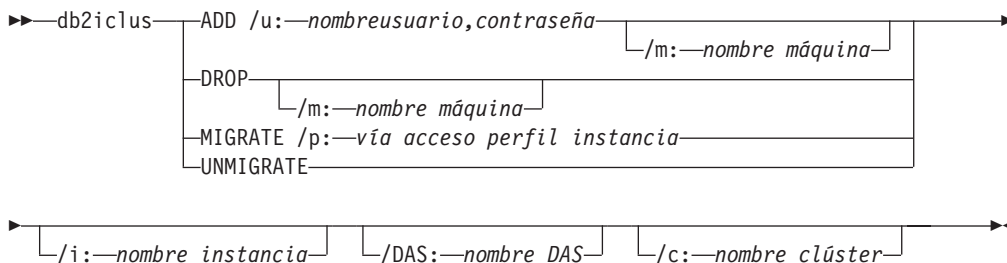 db2iclus ADD /u: nombreusuario,contraseña
/m: nombre máquina
DROP
/m: nombre máquina
MIGRATE /p: vía acceso perfil instancia
UNMIGRATE
/i: nombre instancia /DAS: nombre DAS /c: nombre clúster